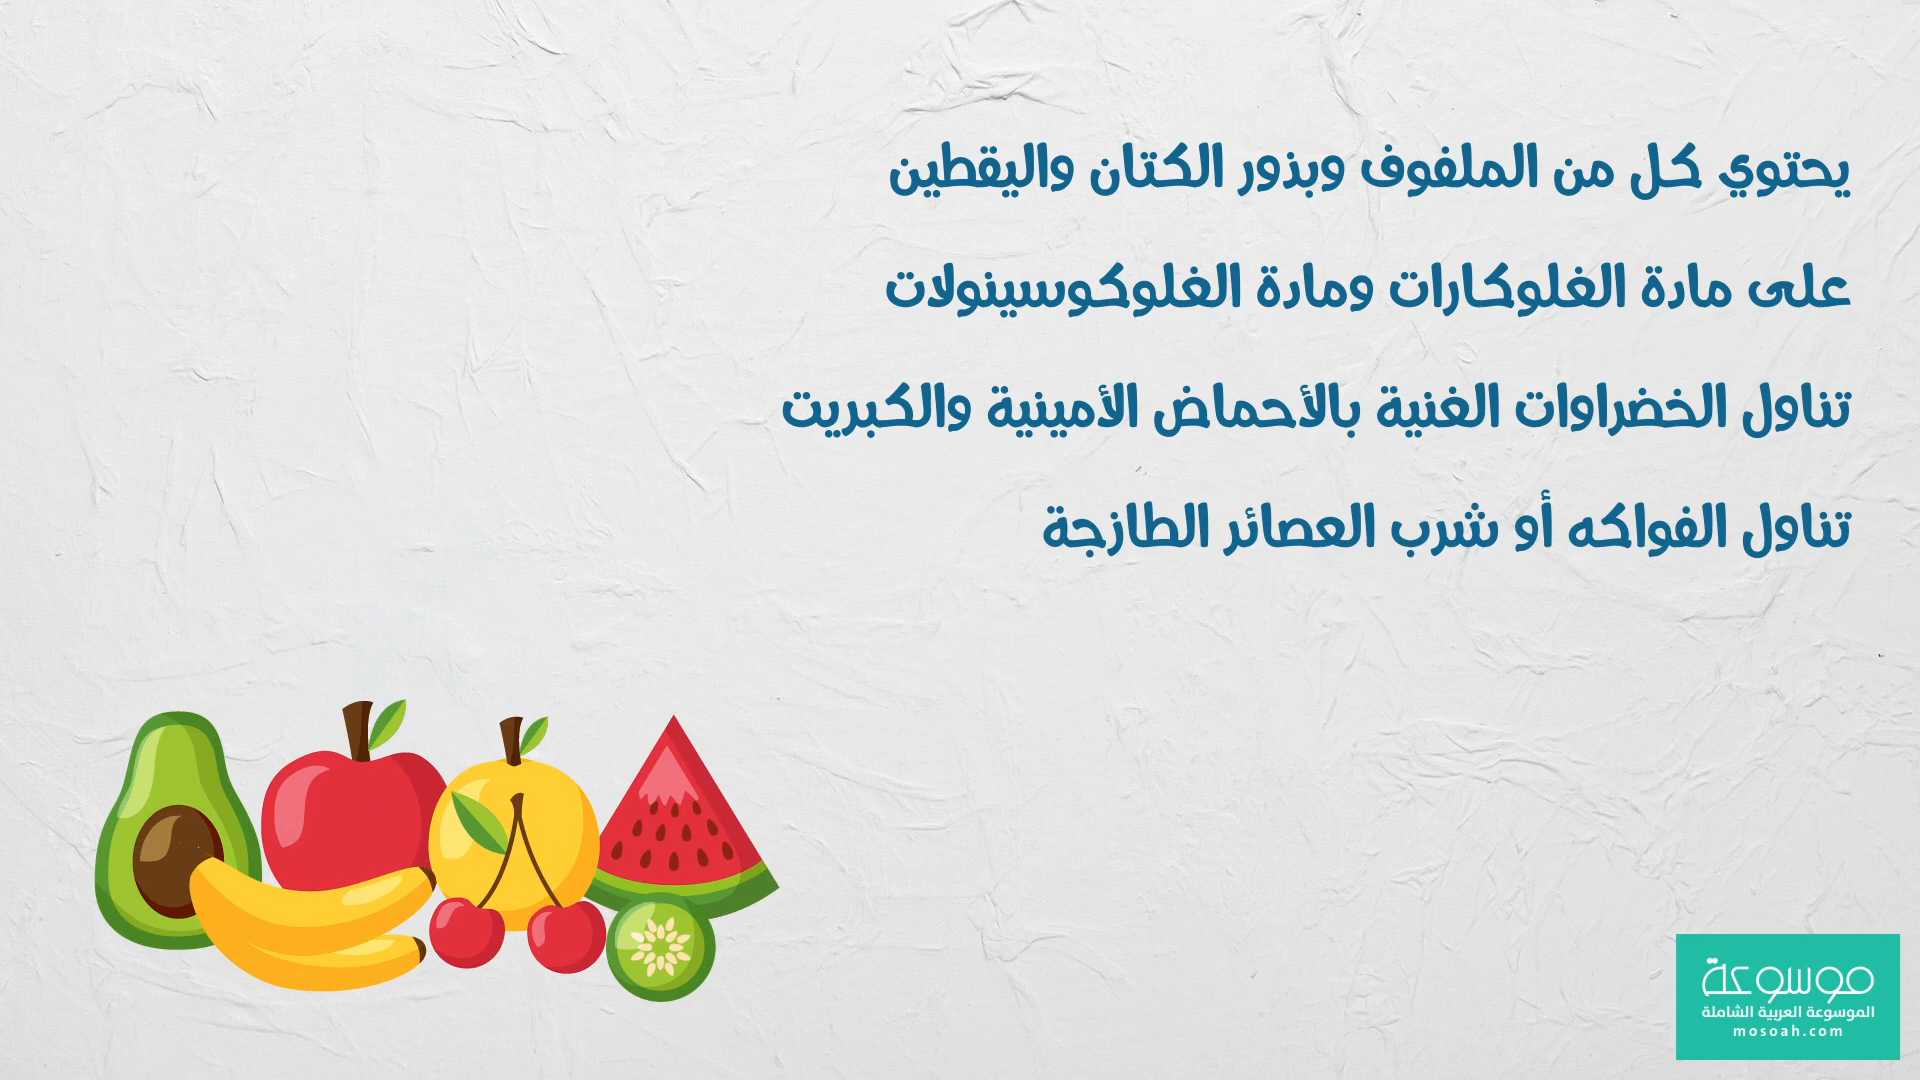 يحتوي كل من الملفوف وبذور الكتان واليقطين
على مادة الغلوكارات ومادة الغلوكوسينولات
تناول الخضراوات الغنية بالأحماض الأمينية والكبريت
تناول الفواكه أو شرب العصائر الطازجة
موسوعة
الموسوعة العربية الشاملة
mosoah.com